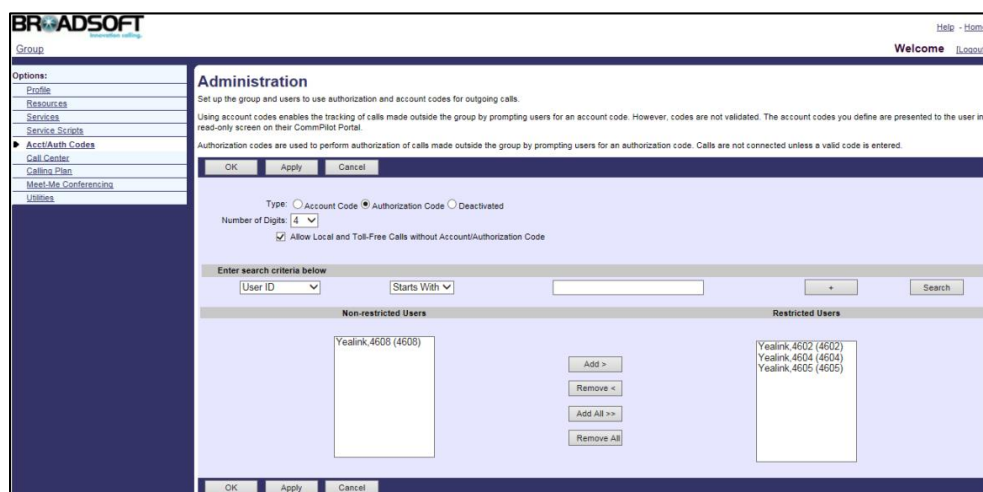 BROADSOFT
innovative calling.
Help - Home
Group
Welcome [Logout
Options:
Profile
Resources
Services
Service Scripts
Acct/Auth Codes
Call Center
Calling Plan
Meet-Me Conferencing
Utilities
Administration
Set up the group and users to use authorization and account codes for outgoing calls.
Using account codes enables the tracking of calls made outside the group by prompting users for an account code. However, codes are not validated. The account codes you define are presented to the user in
read-only screen on their CommPilot Portal.
Authorization codes are used to perform authorization of calls made outside the group by prompting users for an authorization code. Calls are not connected unless a valid code is entered.
OK Apply Cancel
Type: Account Code Authorization Code Deactivated
Number of Digits: 4
Allow Local and Toll-Free Calls without Account/Authorization Code
Enter search criteria below
User ID Starts With + Search
Non-restricted Users Restricted Users
Yealink,4608 (4608)
Yealink,4602 (4602)
Yealink,4604 (4604)
Yealink,4605 (4605)
Add >
Remove <
Add All >>
Remove All
OK Apply Cancel